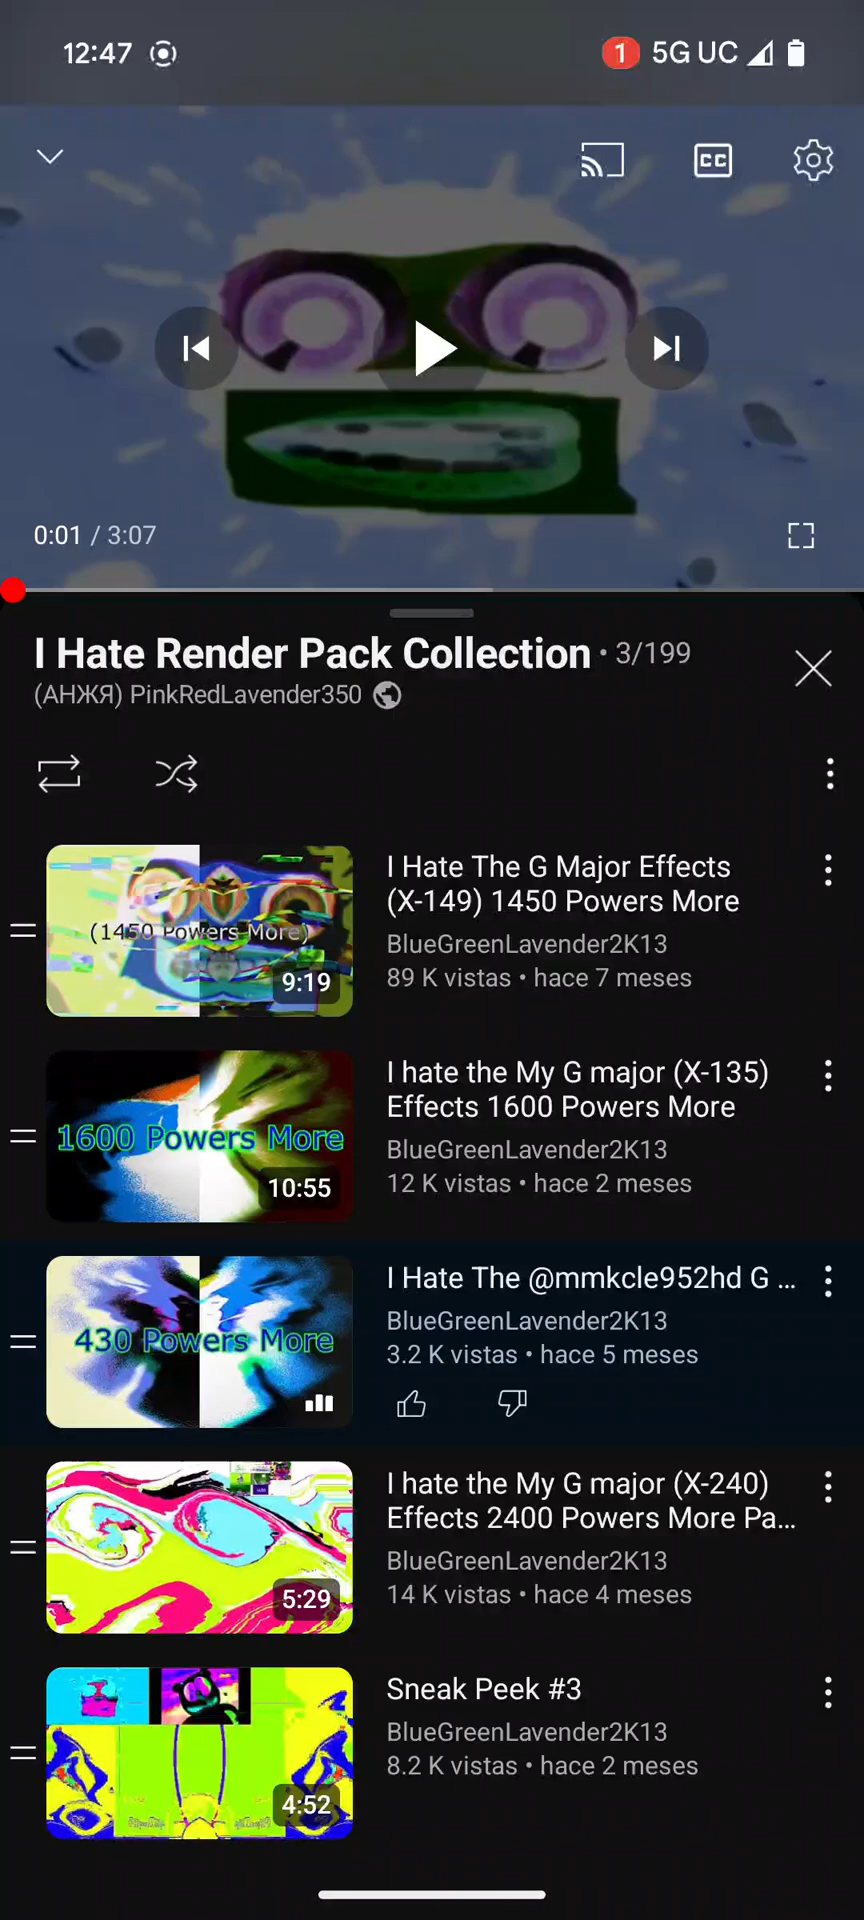 12:47
1 5G UC
CC
0:01 / 3:07
I Hate Render Pack Collection • 3/199
(АНЖЯ) PinkRedLavender350
(1450 Powers More)
9:19
I Hate The G Major Effects
(X-149) 1450 Powers More
BlueGreenLavender2K13
89 K vistas • hace 7 meses
1600 Powers More
10:55
I hate the My G major (X-135)
Effects 1600 Powers More
BlueGreenLavender2K13
12 K vistas • hace 2 meses
430 Powers More
I Hate The @mmkcle952hd G ...
BlueGreenLavender2K13
3.2 K vistas • hace 5 meses
5:29
I hate the My G major (X-240)
Effects 2400 Powers More Pa...
BlueGreenLavender2K13
14 K vistas • hace 4 meses
4:52
Sneak Peek #3
BlueGreenLavender2K13
8.2 K vistas • hace 2 meses